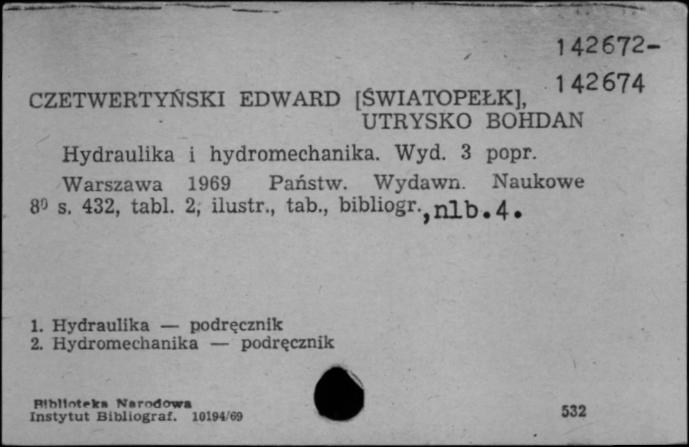 142672-
142674
CZETWERTYŃSKI EDWARD [ŚWIATOPEŁK],
UTRYSKO BOHDAN
Hydraulika i hydromechanika. Wyd. 3 popr.
Warszawa 1969 Państw. Wydawn. Naukowe
8⁰ s. 432, tabl. 2, ilustr., tab., bibliogr.,nlb.4.
1. Hydraulika — podręcznik
2. Hydromechanika — podręcznik
Biblioteka Narodowa
Instytut Bibliograf. 10194/69
532